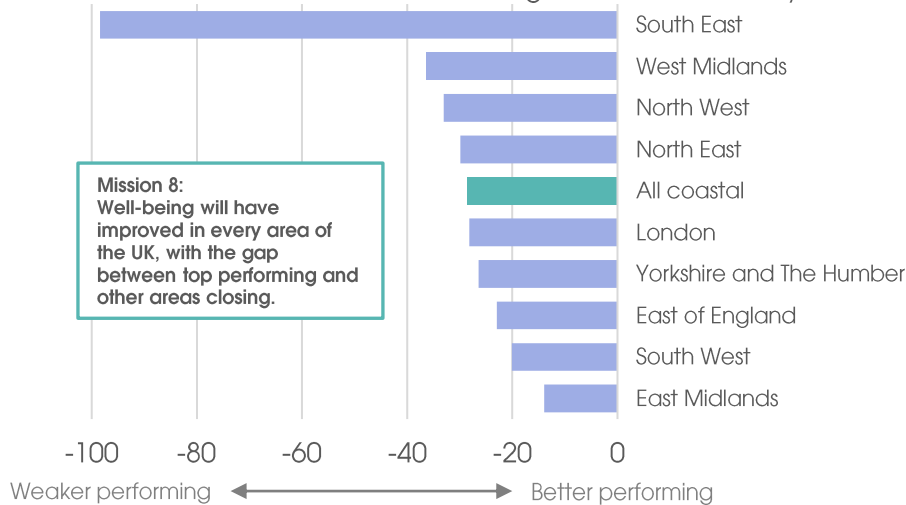 South East
West Midlands
North West
North East
All coastal
London
Yorkshire and The Humber
East of England
South West
East Midlands
Mission 8:
Well-being will have
improved in every area of
the UK, with the gap
between top performing and
other areas closing.
-100 -80 -60 -40 -20 0
Weaker performing Better performing